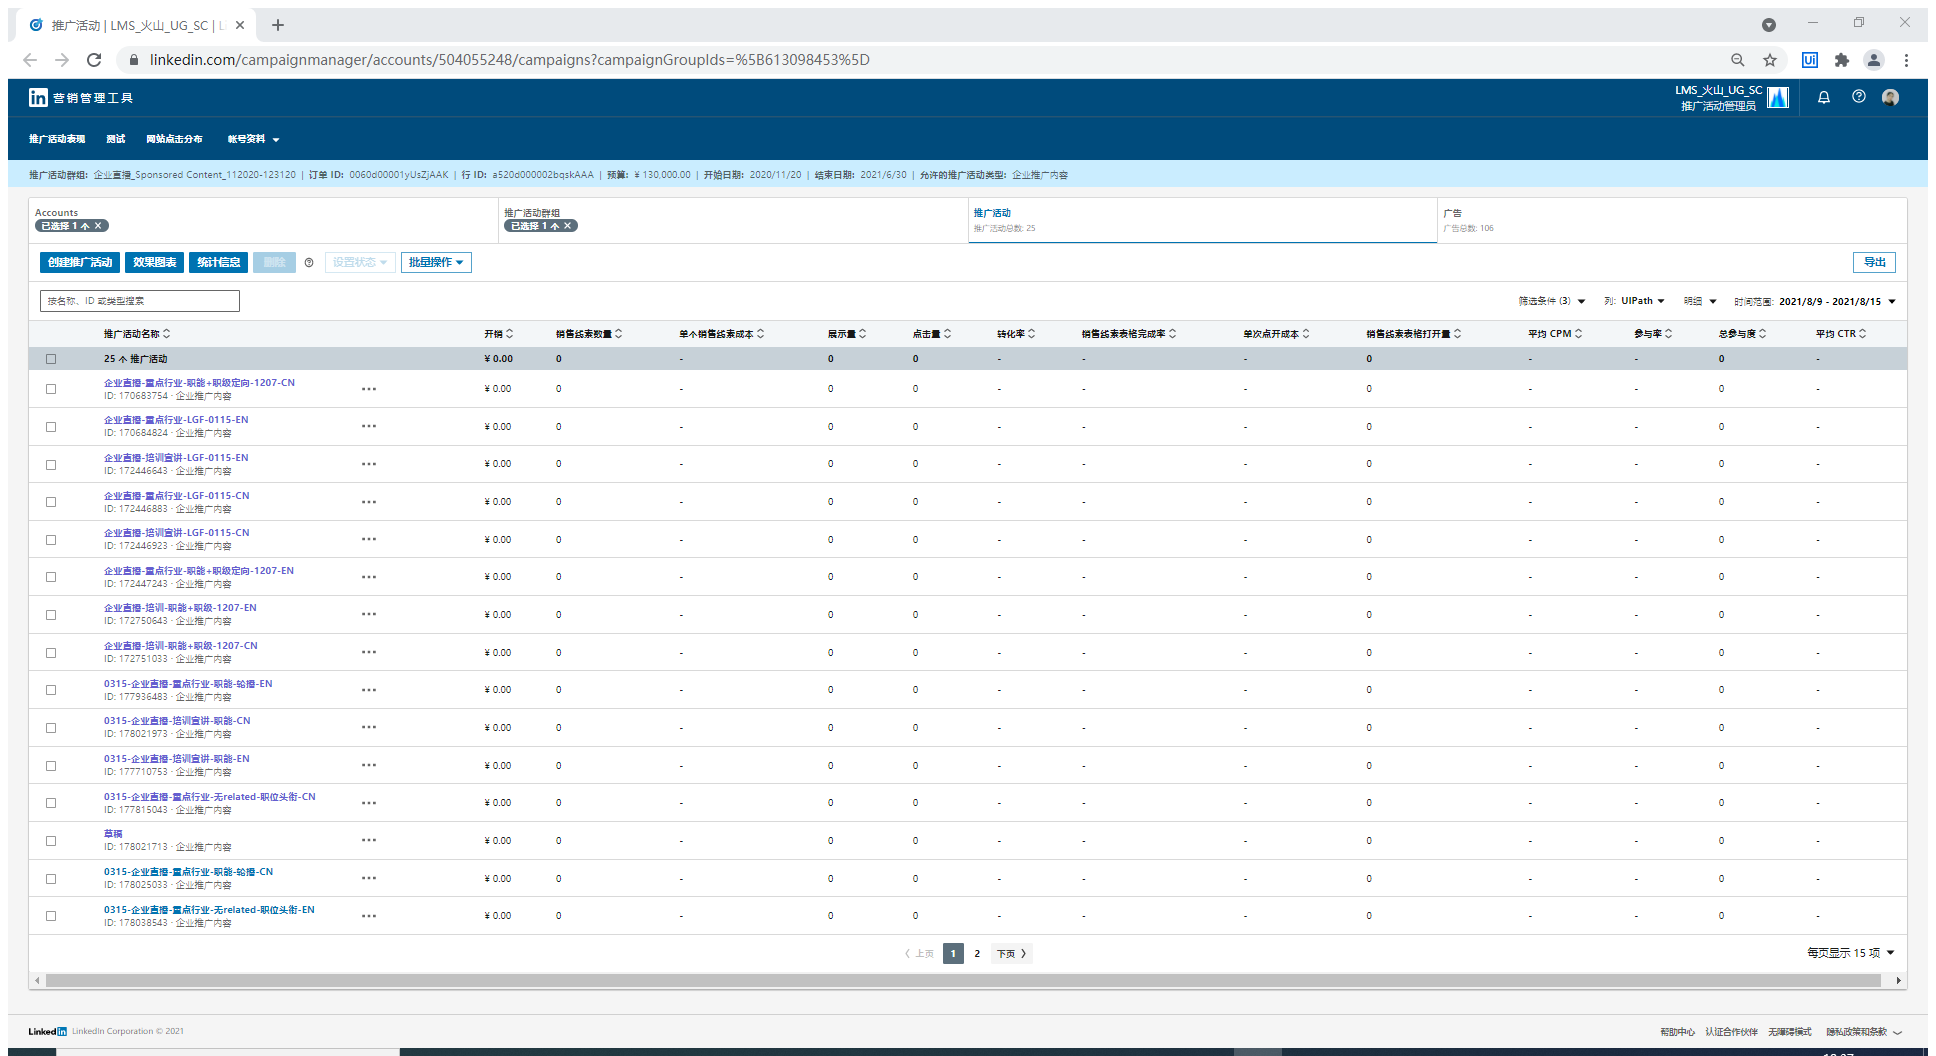 推广活动 | LMS_火山_UG_SC | Li
linkedin.com/campaignmanager/accounts/504055248/campaigns?campaignGroupIds=%5B613098453%5D
in 营销管理工具
LMS_火山_UG_SC
推广活动管理员
推广活动表现 测试 网站点击分布 帐号资料
推广活动群组: 企业直播_Sponsored Content_112020-123120 | 订单 ID: 0060d00001yUsZjAAK | 行 ID: a520d000002bqskAAA | 预算: ¥ 130,000.00 | 开始日期: 2020/11/20 | 结束日期: 2021/6/30 | 允许的推广活动类型: 企业推广内容
Accounts
已选择 1 个 ✕
推广活动群组
已选择 1 个 ✕
推广活动
推广活动总数: 25
广告
广告总数: 106
创建推广活动 效果图表 统计信息 删除 设置状态 批量操作 导出
按名称、ID 或类型搜索
筛选条件 (3) 列: UIPath 明细 时间范围: 2021/8/9 - 2021/8/15
推广活动名称 开销 销售线索数量 单个销售线索成本 展示量 点击量 转化率 销售线索表格完成率 单次点开成本 销售线索表格打开量 平均 CPM 参与率 总参与度 平均 CTR
25 个 推广活动 ¥ 0.00 0 - 0 0 - - - 0 - - 0 -
企业直播-重点行业-职能+职级定向-1207-CN
ID: 170683754 · 企业推广内容
¥ 0.00 0 - 0 0 - - - 0 - - 0 -
企业直播-重点行业-LGF-0115-EN
ID: 170684824 · 企业推广内容
¥ 0.00 0 - 0 0 - - - 0 - - 0 -
企业直播-培训宣讲-LGF-0115-EN
ID: 172446643 · 企业推广内容
¥ 0.00 0 - 0 0 - - - 0 - - 0 -
企业直播-重点行业-LGF-0115-CN
ID: 172446883 · 企业推广内容
¥ 0.00 0 - 0 0 - - - 0 - - 0 -
企业直播-培训宣讲-LGF-0115-CN
ID: 172446923 · 企业推广内容
¥ 0.00 0 - 0 0 - - - 0 - - 0 -
企业直播-重点行业-职能+职级定向-1207-EN
ID: 172447243 · 企业推广内容
¥ 0.00 0 - 0 0 - - - 0 - - 0 -
企业直播-培训-职能+职级-1207-EN
ID: 172750643 · 企业推广内容
¥ 0.00 0 - 0 0 - - - 0 - - 0 -
企业直播-培训-职能+职级-1207-CN
ID: 172751033 · 企业推广内容
¥ 0.00 0 - 0 0 - - - 0 - - 0 -
0315-企业直播-重点行业-职能-轮播-EN
ID: 177936483 · 企业推广内容
¥ 0.00 0 - 0 0 - - - 0 - - 0 -
0315-企业直播-培训宣讲-职能-CN
ID: 178021973 · 企业推广内容
¥ 0.00 0 - 0 0 - - - 0 - - 0 -
0315-企业直播-培训宣讲-职能-EN
ID: 177710753 · 企业推广内容
¥ 0.00 0 - 0 0 - - - 0 - - 0 -
0315-企业直播-重点行业-无related-职位头衔-CN
ID: 177815043 · 企业推广内容
¥ 0.00 0 - 0 0 - - - 0 - - 0 -
草稿
ID: 178021713 · 企业推广内容
¥ 0.00 0 - 0 0 - - - 0 - - 0 -
0315-企业直播-重点行业-职能-轮播-CN
ID: 178025033 · 企业推广内容
¥ 0.00 0 - 0 0 - - - 0 - - 0 -
0315-企业直播-重点行业-无related-职位头衔-EN
ID: 178038543 · 企业推广内容
¥ 0.00 0 - 0 0 - - - 0 - - 0 -
上页 1 2 下页
每页显示 15 项
LinkedIn LinkedIn Corporation © 2021
帮助中心 认证合作伙伴 无障碍模式 隐私政策和条款